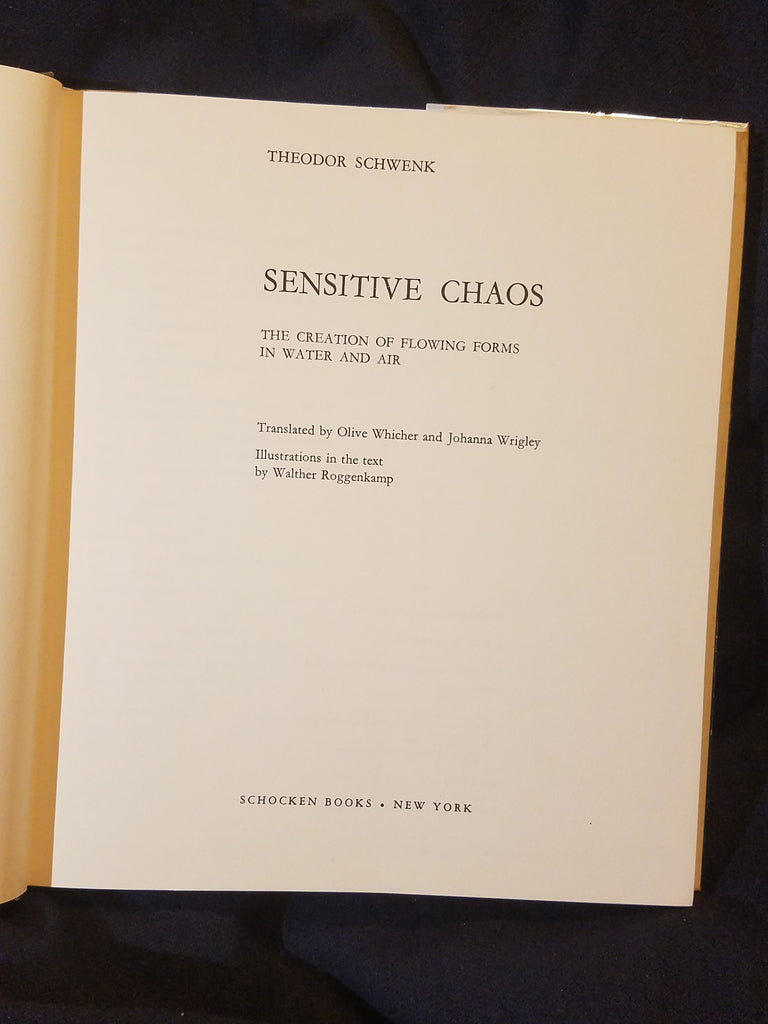 THEODOR SCHWENK
SENSITIVE CHAOS
THE CREATION OF FLOWING FORMS
IN WATER AND AIR
Translated by Olive Whicher and Johanna Wrigley
Illustrations in the text
by Walther Roggenkamp
SCHOCKEN BOOKS • NEW YORK